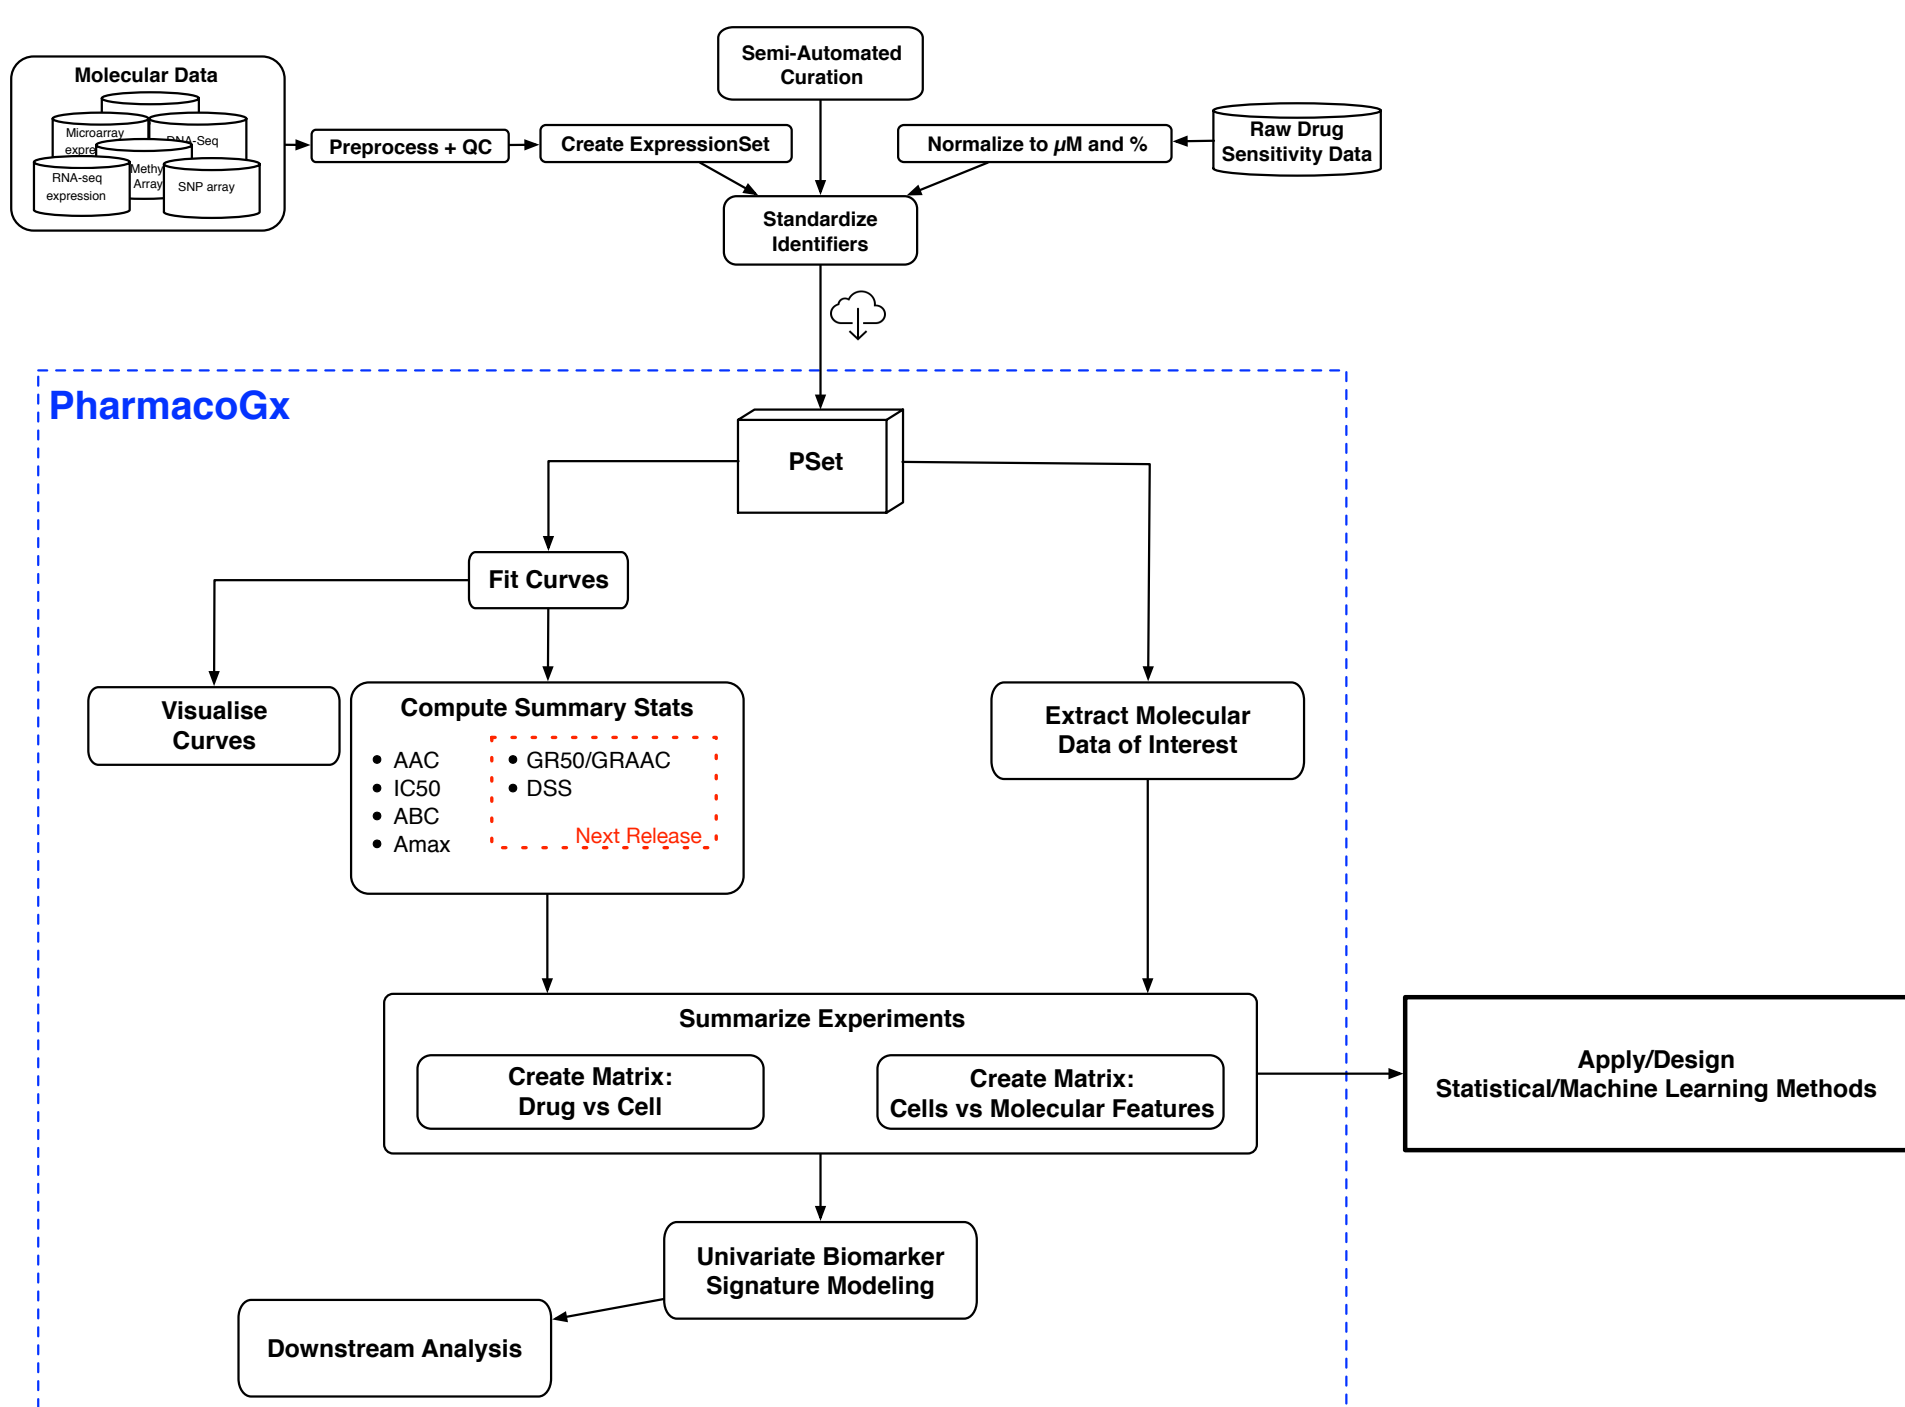 Semi-Automated
Curation
Molecular Data
Microarray
DNA-Seq
RNA-seq
expression
Array
SNP array
Preprocess + QC
Create ExpressionSet
Normalize to µM and %
Raw Drug
Sensitivity Data
Standardize
Identifiers
PharmacoGx
PSet
Fit Curves
Visualise
Curves
Compute Summary Stats
• AAC
• IC50
• ABC
• Amax
• GR50/GRAAC
• DSS
Next Release
Extract Molecular
Data of Interest
Summarize Experiments
Create Matrix:
Drug vs Cell
Create Matrix:
Cells vs Molecular Features
Apply/Design
Statistical/Machine Learning Methods
Univariate Biomarker
Signature Modeling
Downstream Analysis